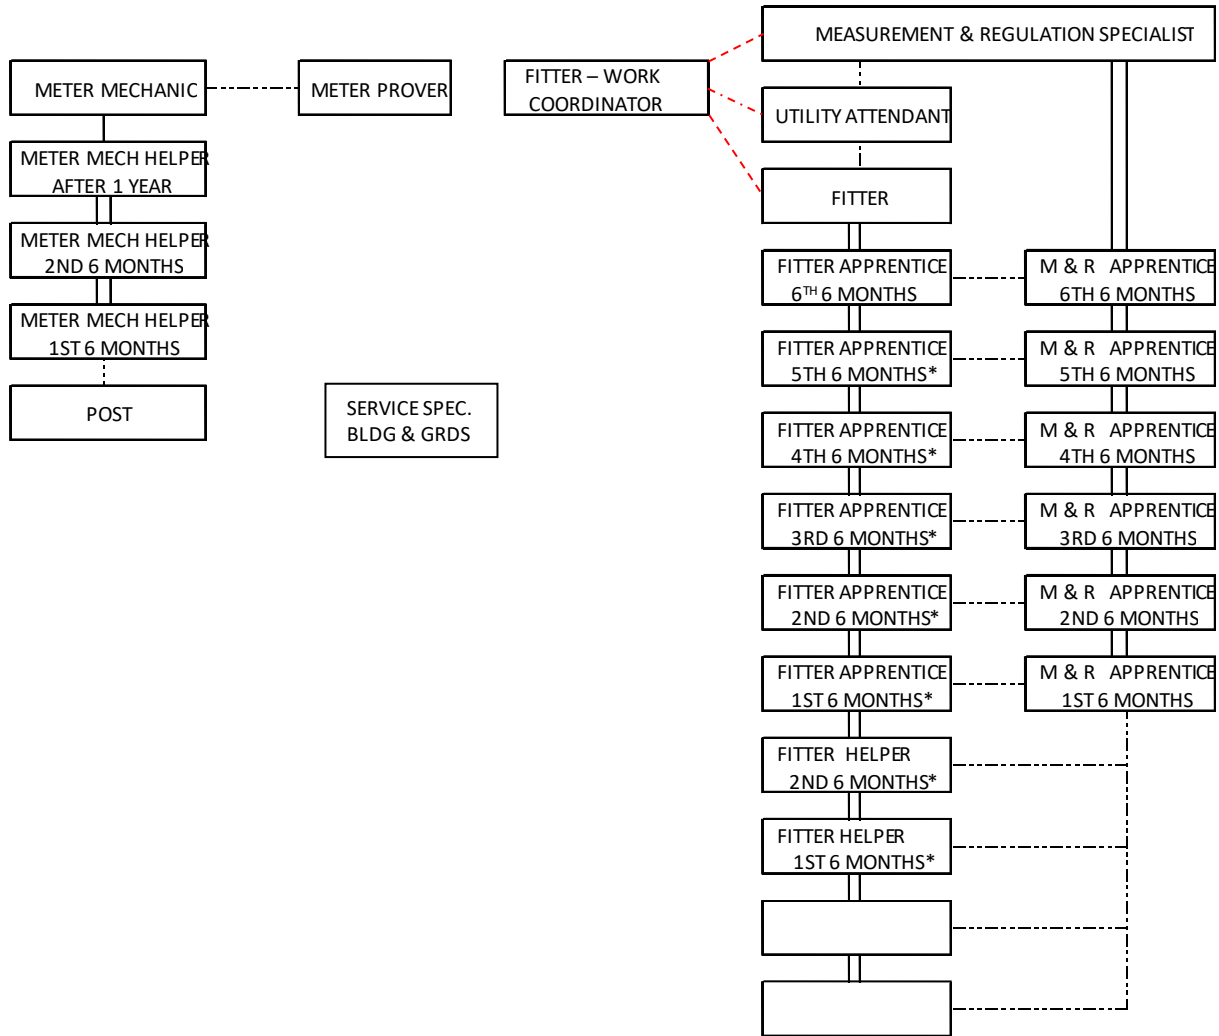 MEASUREMENT & REGULATION SPECIALIST
METER MECHANIC
METER PROVER
FITTER – WORK
COORDINATOR
UTILITY ATTENDANT
METER MECH HELPER
AFTER 1 YEAR
FITTER
METER MECH HELPER
2ND 6 MONTHS
FITTER APPRENTICE
6TH 6 MONTHS
M & R APPRENTICE
6TH 6 MONTHS
METER MECH HELPER
1ST 6 MONTHS
FITTER APPRENTICE
5TH 6 MONTHS*
M & R APPRENTICE
5TH 6 MONTHS
POST
SERVICE SPEC.
BLDG & GRDS
FITTER APPRENTICE
4TH 6 MONTHS*
M & R APPRENTICE
4TH 6 MONTHS
FITTER APPRENTICE
3RD 6 MONTHS*
M & R APPRENTICE
3RD 6 MONTHS
FITTER APPRENTICE
2ND 6 MONTHS*
M & R APPRENTICE
2ND 6 MONTHS
FITTER APPRENTICE
1ST 6 MONTHS*
M & R APPRENTICE
1ST 6 MONTHS
FITTER HELPER
2ND 6 MONTHS*
FITTER HELPER
1ST 6 MONTHS*